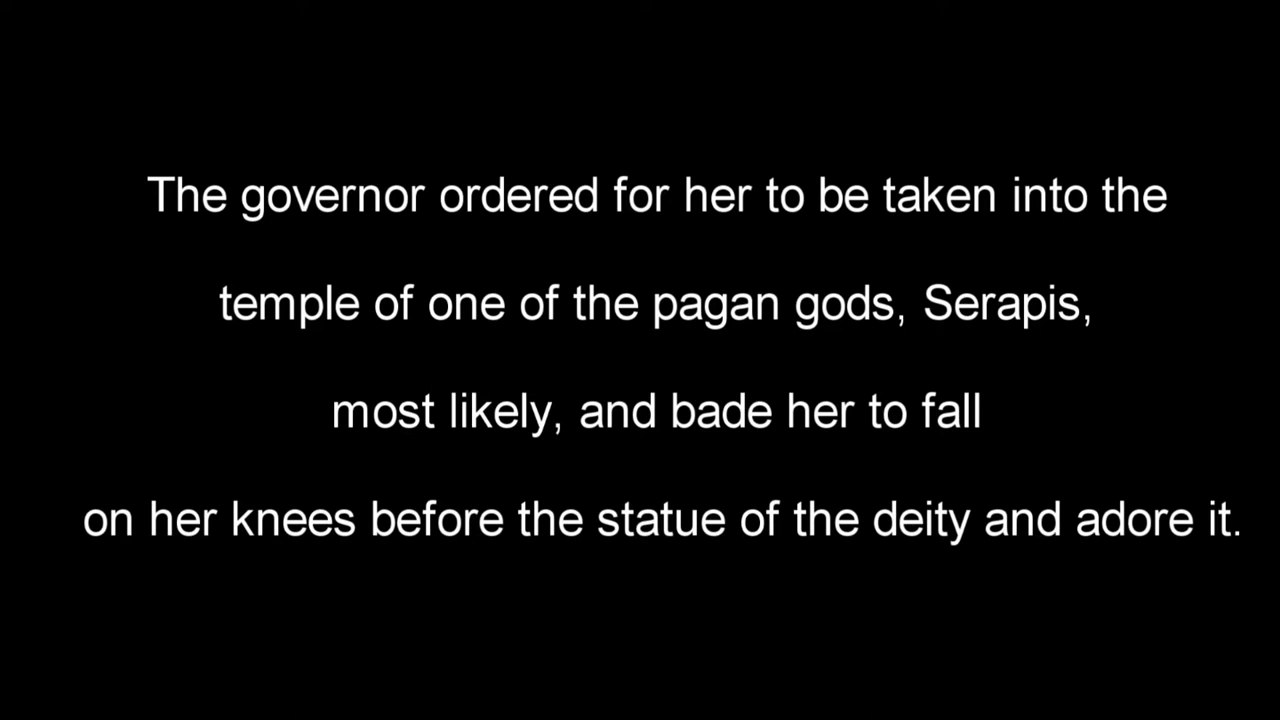 The governor ordered for her to be taken into the
temple of one of the pagan gods, Serapis,
most likely, and bade her to fall
on her knees before the statue of the deity and adore it.